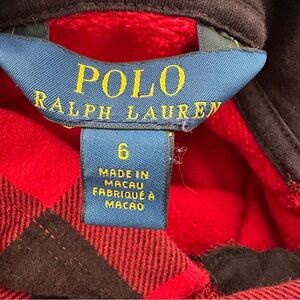 POLO
RALPH LAUREN
6
MADE IN
MACAU
FABRIQUÉ À
MACAO